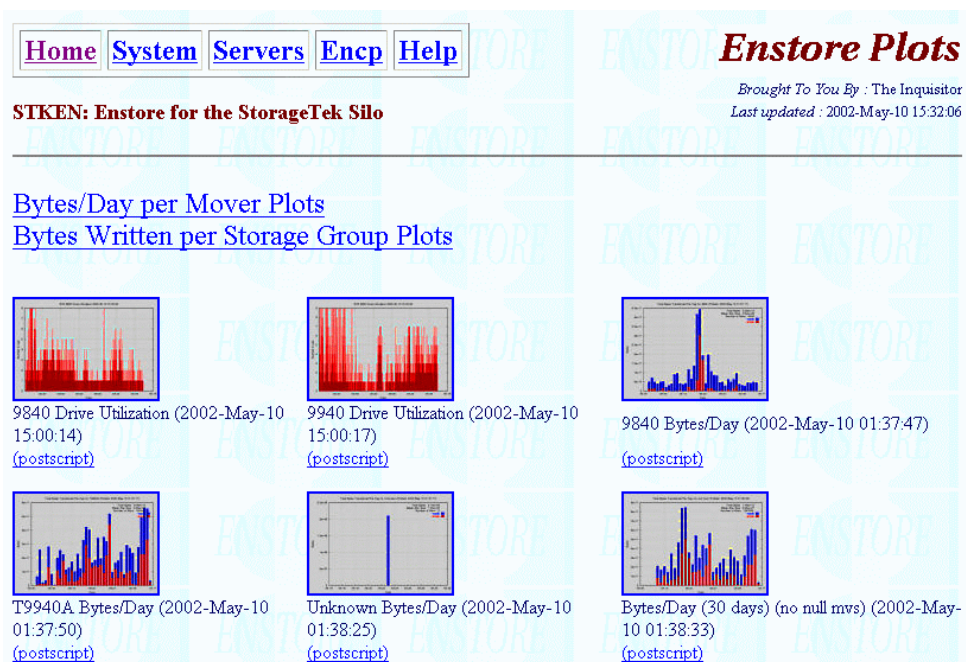 Home System Servers Encp Help
Enstore Plots
Brought To You By : The Inquisitor
STKEN: Enstore for the StorageTek Silo
Last updated : 2002-May-10 15:32:06
Bytes/Day per Mover Plots
Bytes Written per Storage Group Plots
9840 Drive Utilization (2002-May-10
15:00:14)
(postscript)
9940 Drive Utilization (2002-May-10
15:00:17)
(postscript)
9840 Bytes/Day (2002-May-10 01:37:47)
(postscript)
T9940A Bytes/Day (2002-May-10
01:37:50)
(postscript)
Unknown Bytes/Day (2002-May-10
01:38:25)
(postscript)
Bytes/Day (30 days) (no null mvs) (2002-May-
10 01:38:33)
(postscript)
ENSTORE